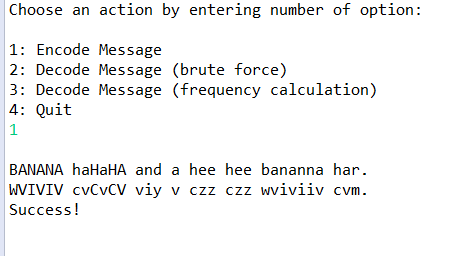 Choose an action by entering number of option:
1: Encode Message
2: Decode Message (brute force)
3: Decode Message (frequency calculation)
4: Quit
1
BANANA haHaHA and a hee hee bananna har.
WVIVIV cvCvCV viy v czz czz wviviiv cvm.
Success!